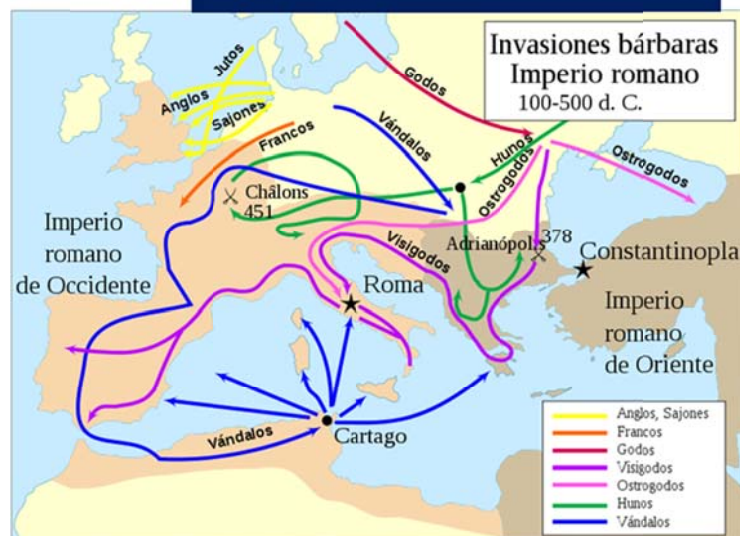 Invasiones bárbaras
Imperio romano
100-500 d. C.
Jutos
Anglos
Sajones
Godos
Francos
Vándalos
Hunos
Ostrogodos
Ostrogodos
Châlons
451
Imperio
romano
de Occidente
Visigodos
Adrianópolis
378
Constantinopla
Roma
Imperio
romano
de Oriente
Vándalos
Cartago
Anglos, Sajones
Francos
Godos
Visigodos
Ostrogodos
Hunos
Vándalos